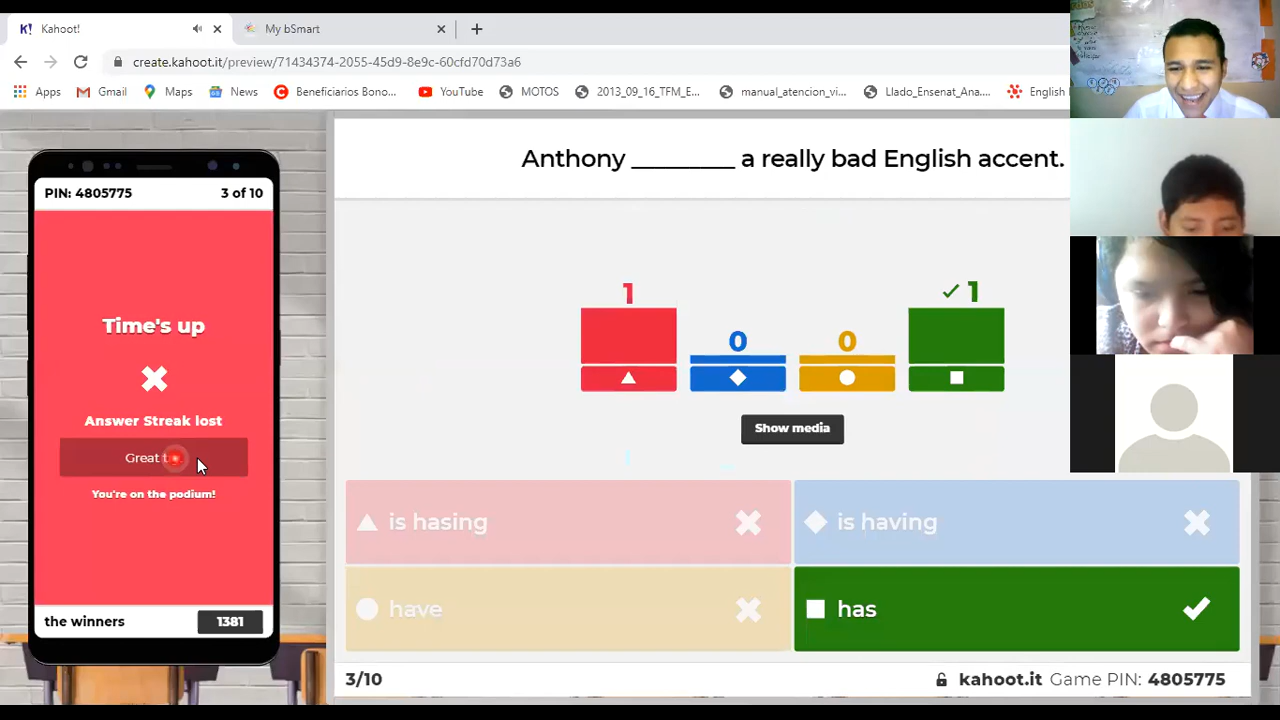 Kahoot!
My bSmart
create.kahoot.it/preview/71434374-2055-
-8e9c-60cfd70d73a6
Apps
Gmail
Maps
News
Beneficiarios Bono...
YouTube
MOTOS
2013_09_16_TFM_E...
nanual_atencion_vi...
Llado_Ensenat_Ana...
English
PIN: 4805775
3 of 10
Time's up
Answer Streak lost
Great
You're on the podium!
the winners
1381
Anthony ________ a really bad English accent.
1
0
0
1
Show media
is hasing
is having
have
has
3/10
kahoot.it Game PIN: 4805775